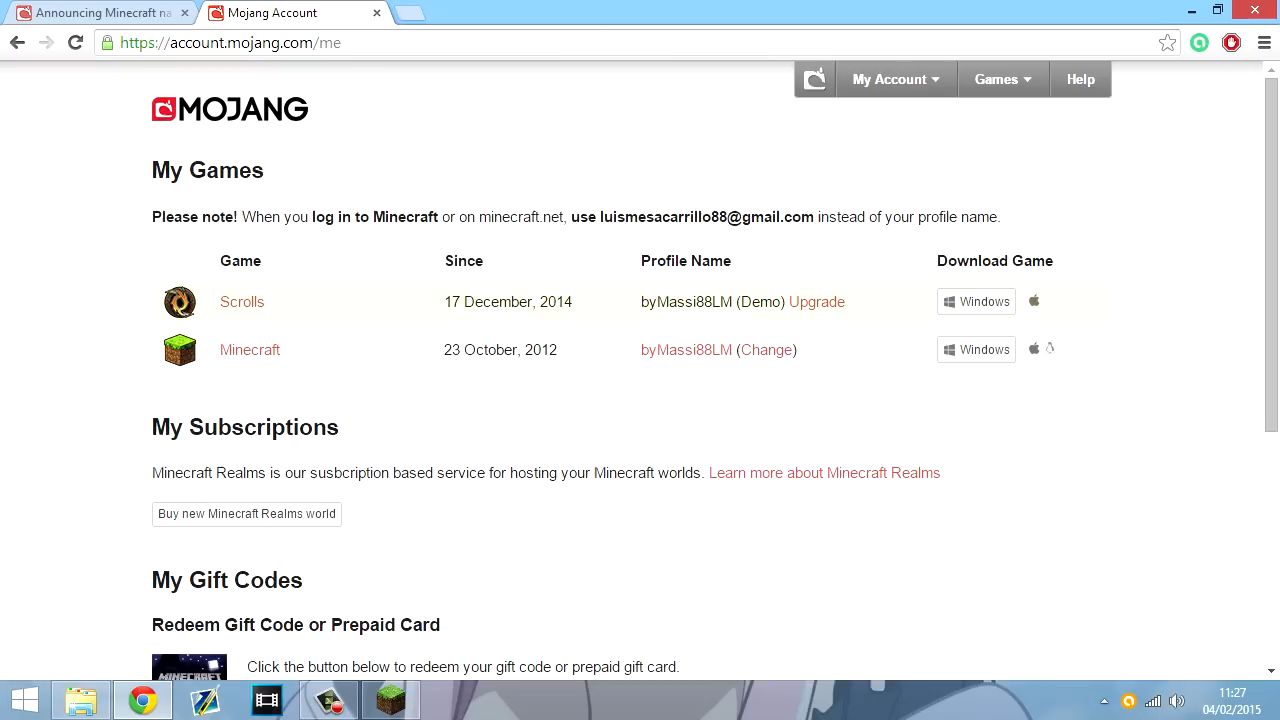 Announcing Minecraft na
Mojang Account
https://account.mojang.com/me
My Account
Games
Help
MOJANG
My Games
Please note! When you log in to Minecraft or on minecraft.net, use luismesacarrillo88@gmail.com instead of your profile name.
Game Since Profile Name Download Game
Scrolls 17 December, 2014 byMassi88LM (Demo) Upgrade Windows
Minecraft 23 October, 2012 byMassi88LM (Change) Windows
My Subscriptions
Minecraft Realms is our susbcription based service for hosting your Minecraft worlds. Learn more about Minecraft Realms
Buy new Minecraft Realms world
My Gift Codes
Redeem Gift Code or Prepaid Card
MINECRAFT
Click the button below to redeem your gift code or prepaid gift card.
11:27
04/02/2015